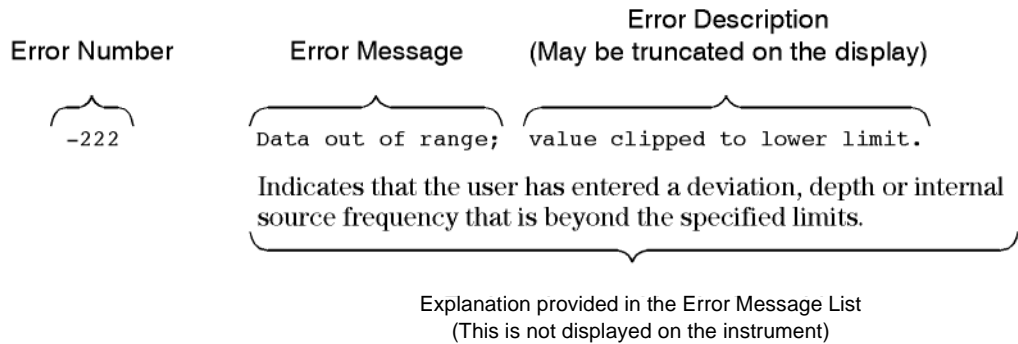 Error Description
Error Number Error Message (May be truncated on the display)
-222 Data out of range; value clipped to lower limit.
Indicates that the user has entered a deviation, depth or internal
source frequency that is beyond the specified limits.
Explanation provided in the Error Message List
(This is not displayed on the instrument)